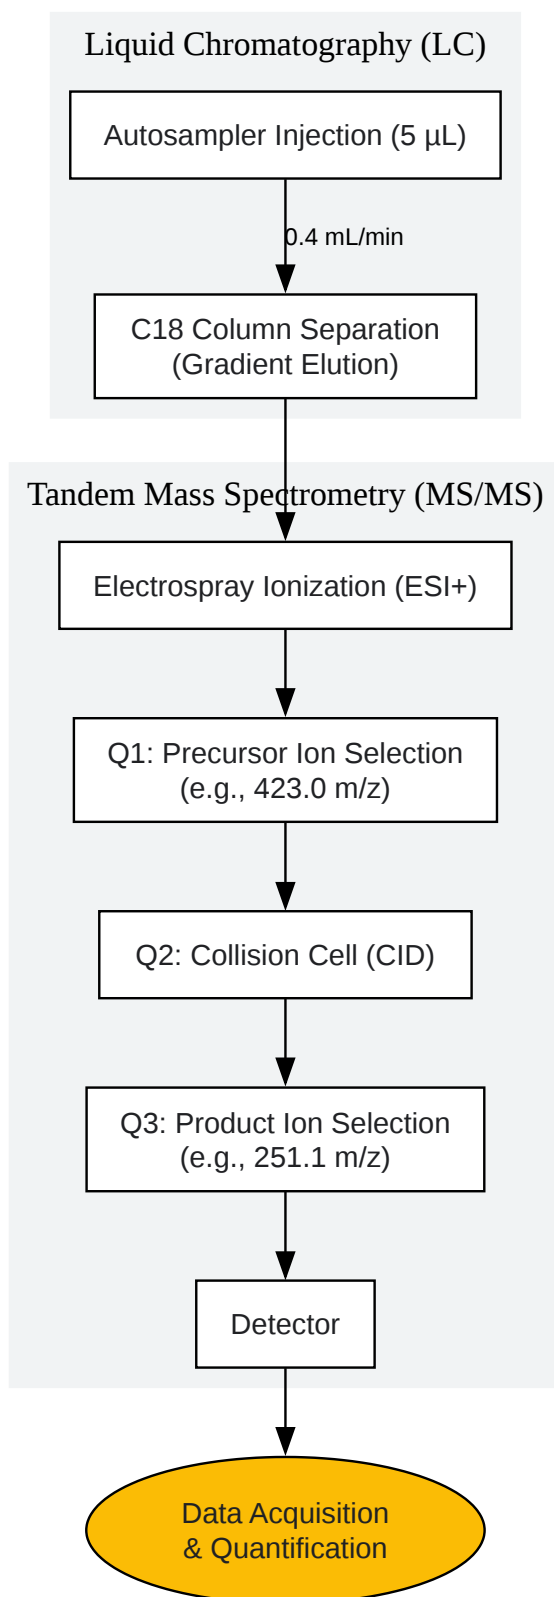 Liquid Chromatography (LC)
Autosampler Injection (5 µL)
0.4 mL/min
C18 Column Separation
(Gradient Elution)
Tandem Mass Spectrometry (MS/MS)
Electrospray Ionization (ESI+)
Q1: Precursor Ion Selection
(e.g., 423.0 m/z)
Q2: Collision Cell (CID)
Q3: Product Ion Selection
(e.g., 251.1 m/z)
Detector
Data Acquisition
& Quantification